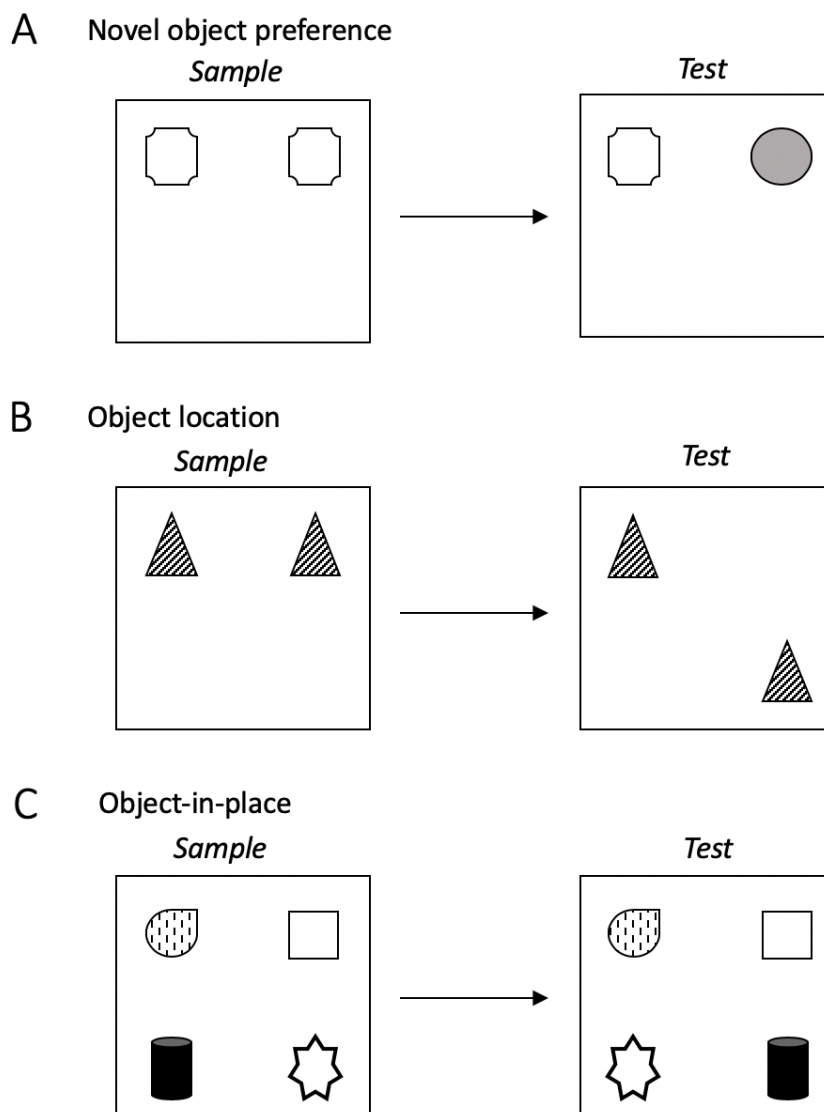 A Novel object preference
Sample Test
B Object location
Sample Test
C Object-in-place
Sample Test